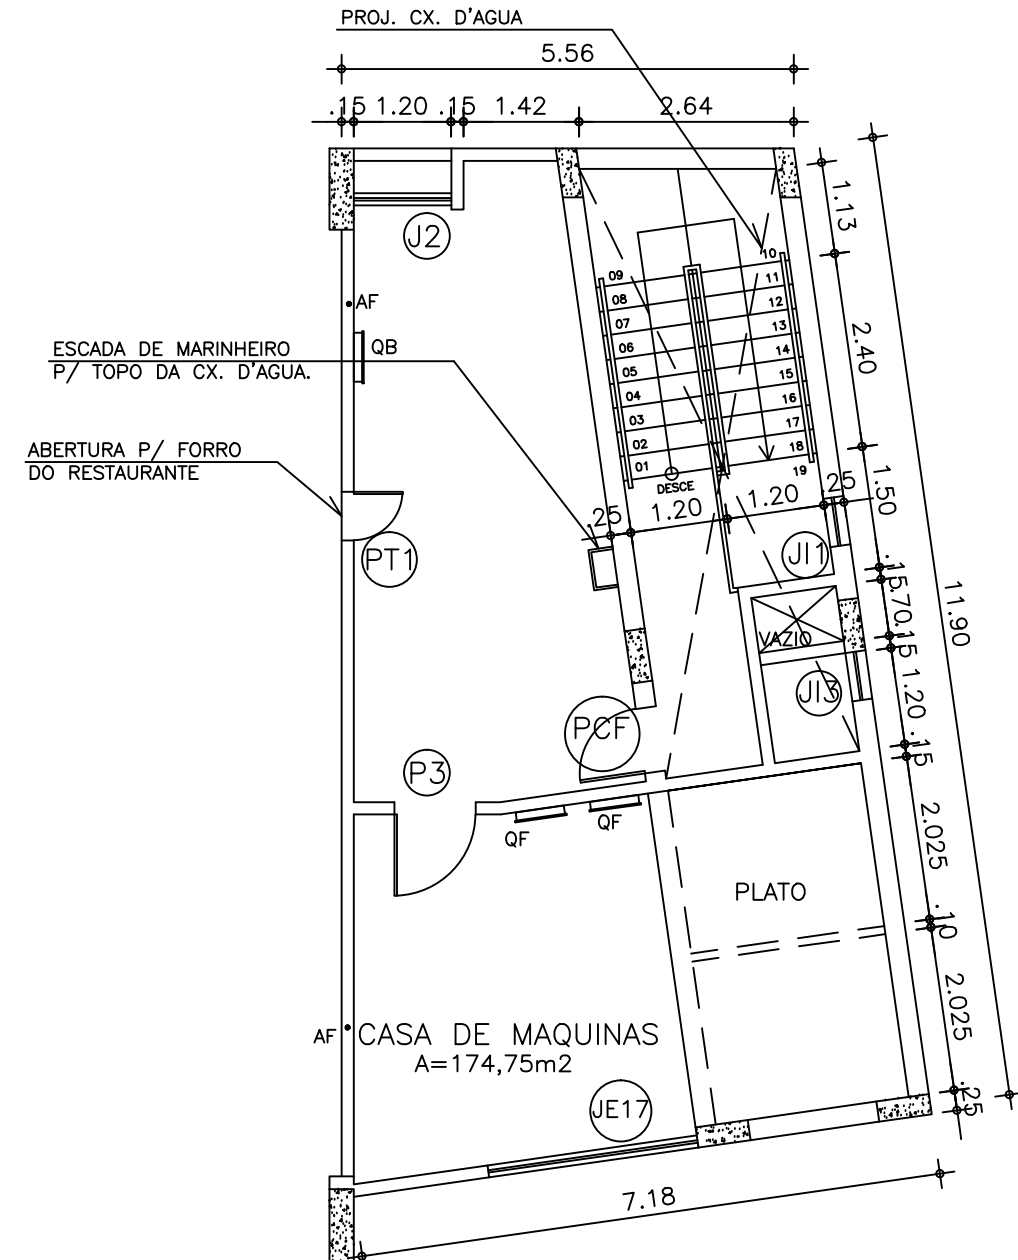 PROJ. CX. D'AGUA
5.56
.15 1.20 .15 1.42 2.64
J2
1.13
10
09
11
08
12
07
13
06
14
05
15
04
16
03
17
02
18
01
19
DESCE
AF
QB
2.40
ESCADA DE MARINHEIRO
P/ TOPO DA CX. D'AGUA.
ABERTURA P/ FORRO
DO RESTAURANTE
.25 1.20 1.20 .25
1.50
PT1
JI1
.15
.70
.15
11.90
VAZIO
JI3
1.20
PCF
.15
P3
QF
QF
2.025
PLATO
.10
2.025
AF
CASA DE MAQUINAS
A=174,75m2
JE17
.25
7.18